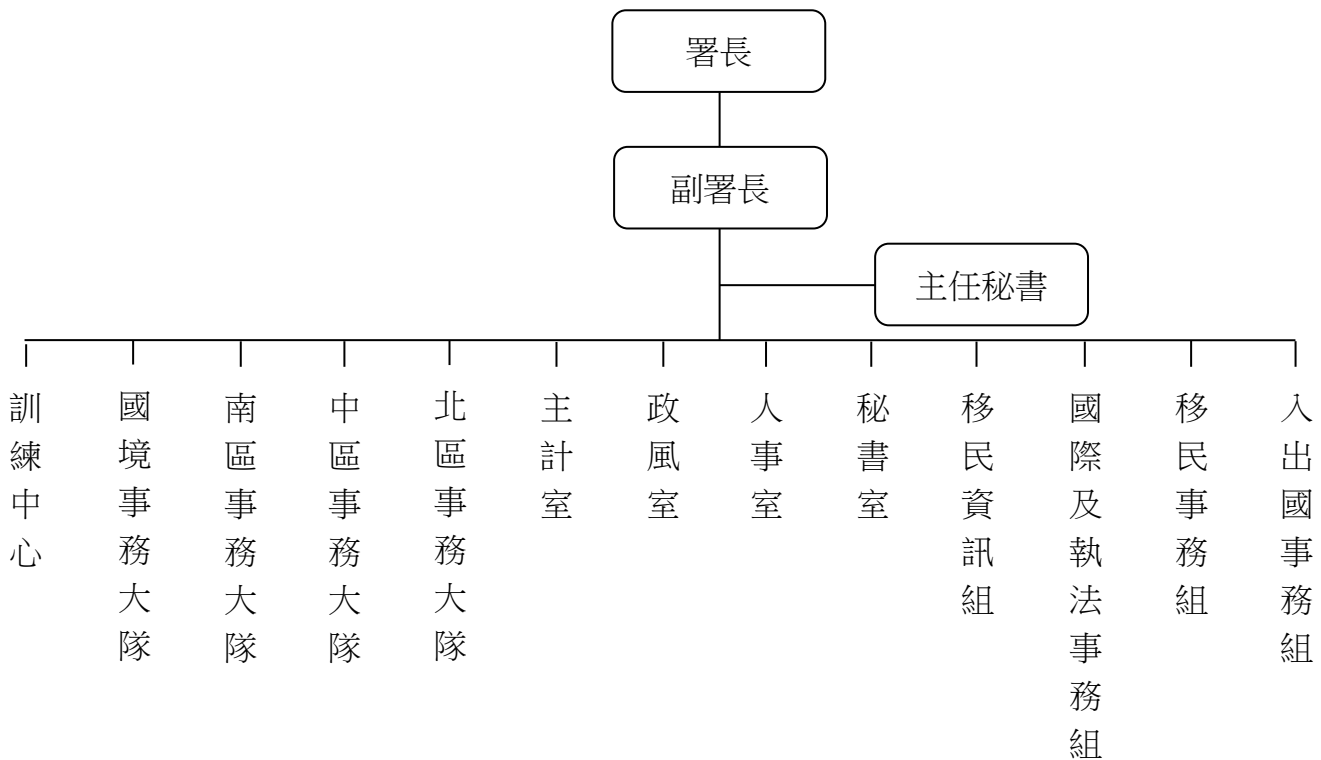 署長
副署長
主任秘書
訓練中心
國境事務大隊
南區事務大隊
中區事務大隊
北區事務大隊
主計室
政風室
人事室
秘書室
移民資訊組
國際及執法事務組
移民事務組
入出國事務組